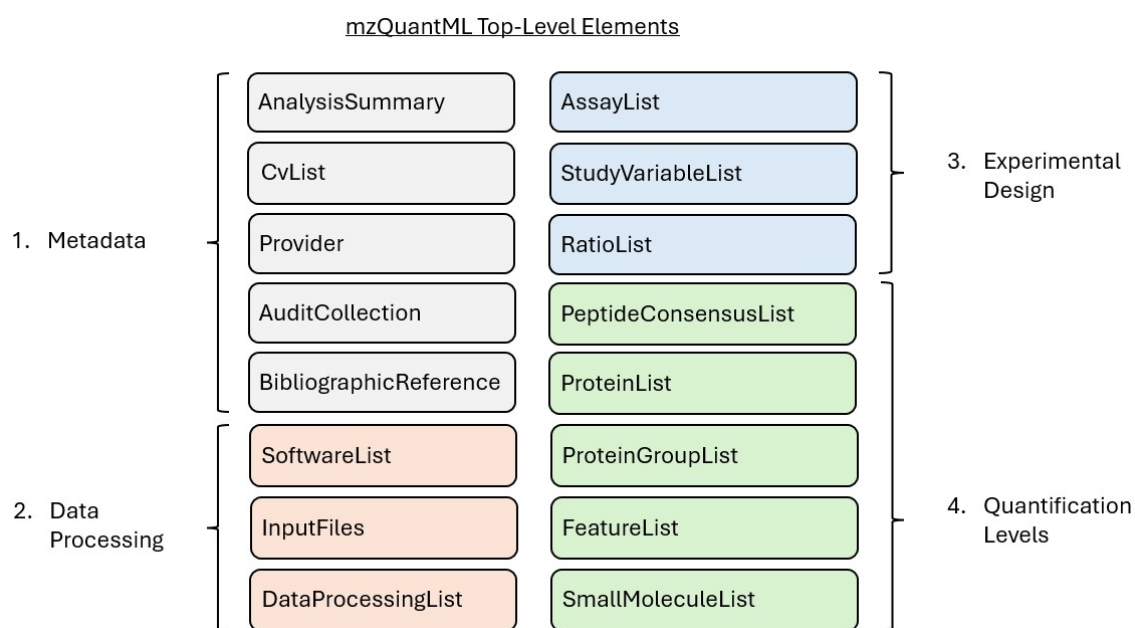 mzQuantML Top-Level Elements
1. Metadata
AnalysisSummary
CvList
Provider
AuditCollection
BibliographicReference
2. Data
Processing
SoftwareList
InputFiles
DataProcessingList
AssayList
StudyVariableList
RatioList
3. Experimental
Design
PeptideConsensusList
ProteinList
ProteinGroupList
FeatureList
SmallMoleculeList
4. Quantification
Levels